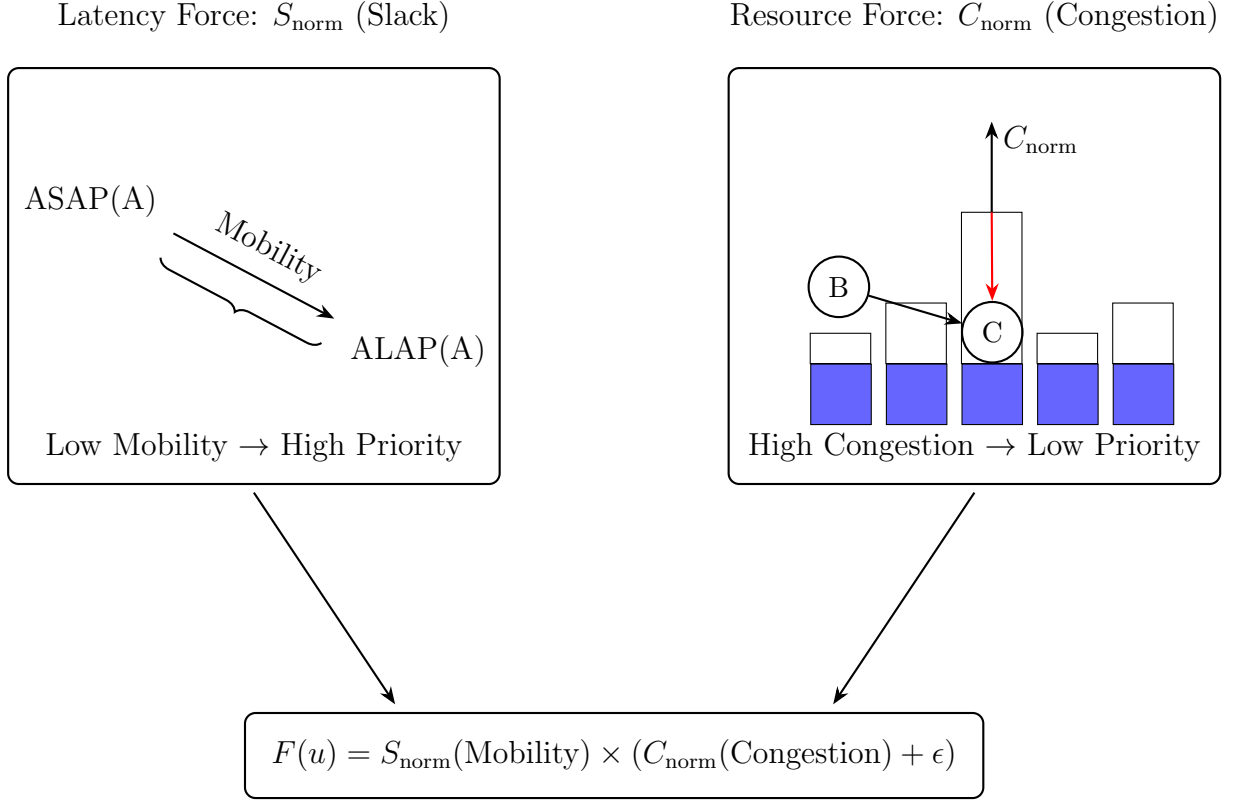 Latency Force: S_norm (Slack)
ASAP(A)
Mobility
ALAP(A)
Low Mobility → High Priority
Resource Force: C_norm (Congestion)
C_norm
B
C
High Congestion → Low Priority
F(u) = S_norm(Mobility) × (C_norm(Congestion) + ϵ)